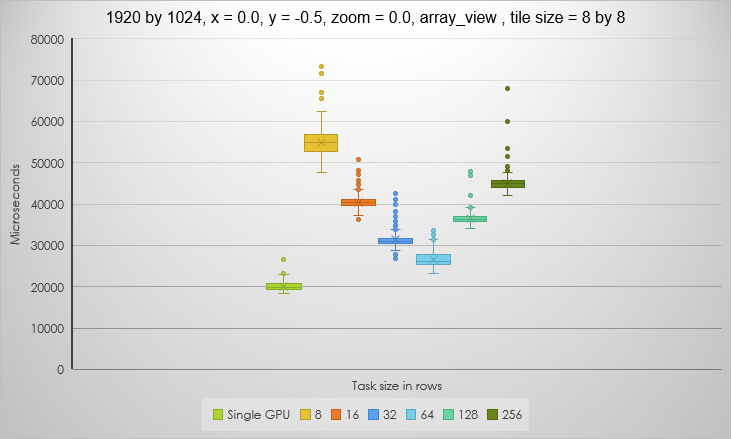 1920 by 1024, x = 0.0, y = -0.5, zoom = 0.0, array_view , tile size = 8 by 8
80000
70000
60000
50000
40000
30000
20000
10000
0
Microseconds
Task size in rows
Single GPU 8 16 32 64 128 256